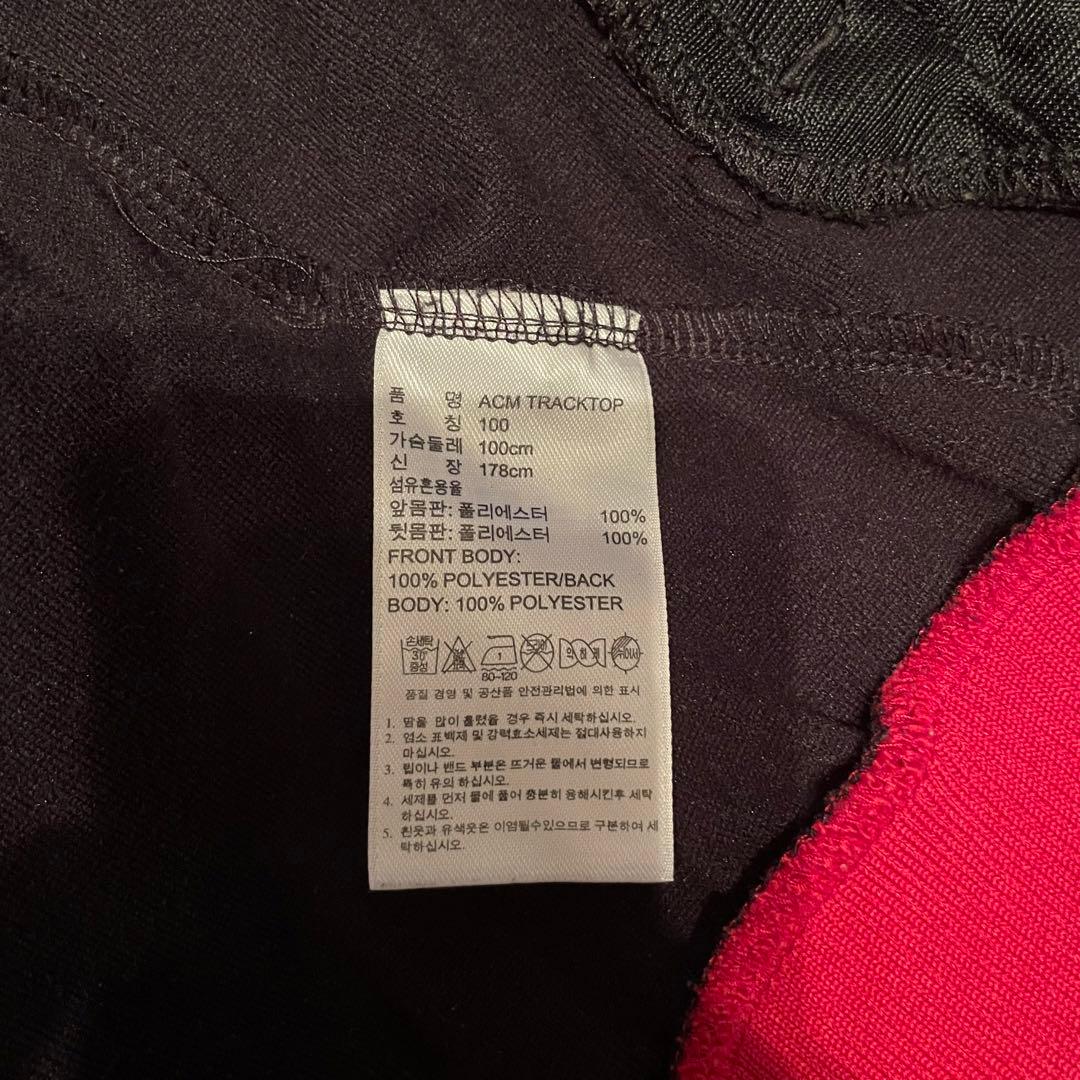 품 명 ACM TRACKTOP
호 칭 100
가슴둘레 100cm
신 장 178cm
섬유혼용율
앞몸판: 폴리에스터 100%
뒷몸판: 폴리에스터 100%
FRONT BODY:
100% POLYESTER/BACK
BODY: 100% POLYESTER
손세탁 30 중성 1 80-120 드라이 약하게
품질 경영 및 공산품 안전관리법에 의한 표시
1. 땀을 많이 흘렸을 경우 즉시 세탁하십시오.
2. 염소 표백제 및 강력효소세제는 절대사용하지
마십시오.
3. 립이나 밴드 부분은 뜨거운 물에서 변형되므로
특히 유의 하십시오.
4. 세제를 먼저 물에 풀어 충분히 용해시킨후 세탁
하십시오.
5. 흰옷과 유색옷은 이염될수있으므로 구분하여 세
탁하십시오.